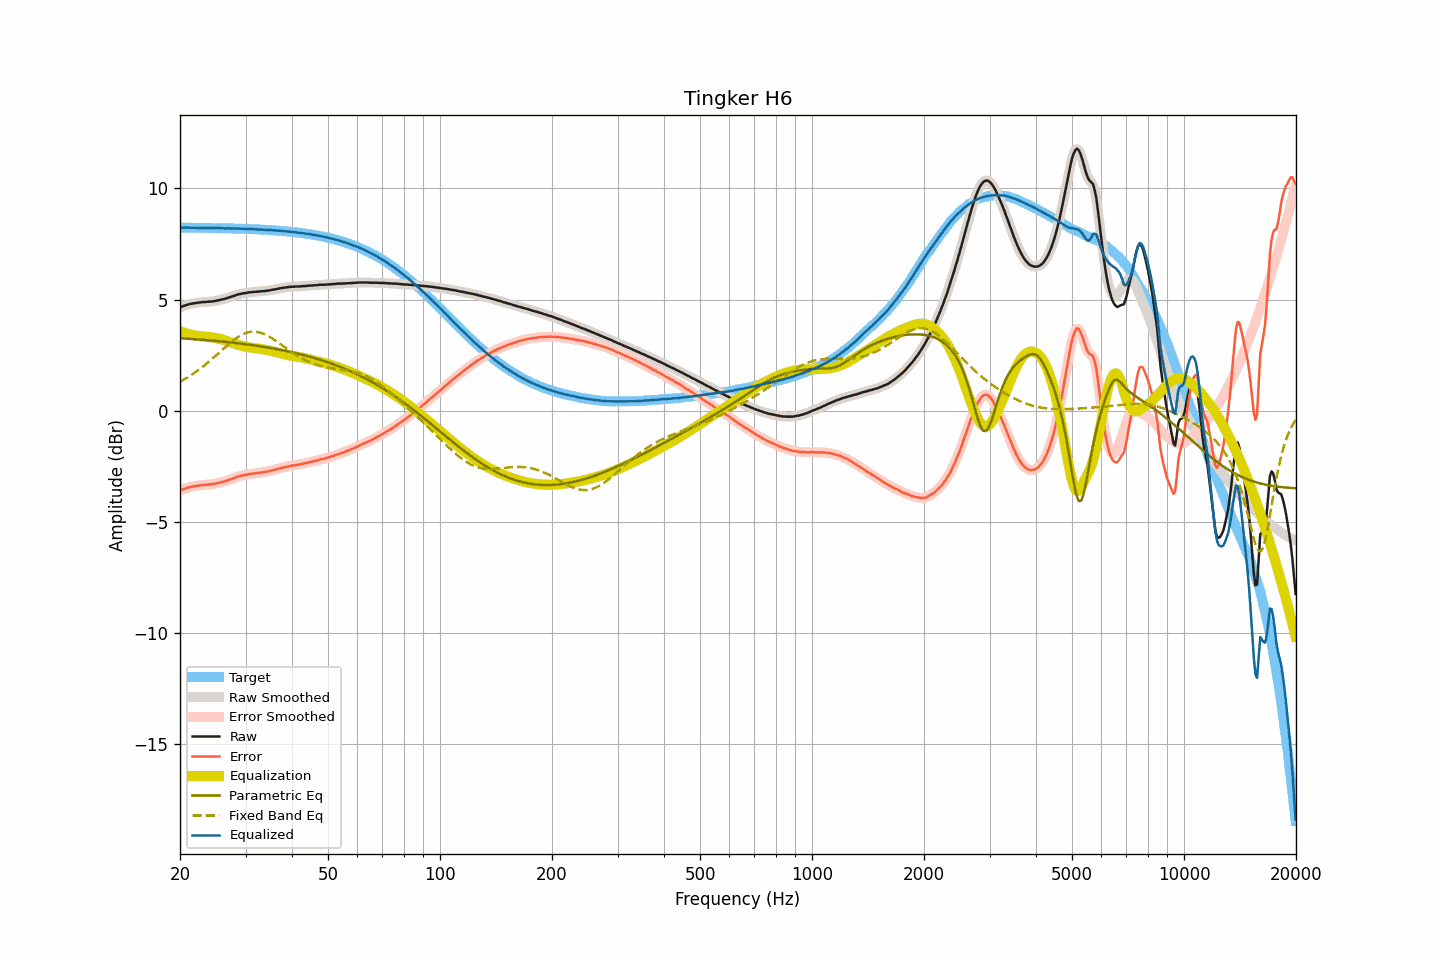 Tingker H6
10
5
0
−5
−10
−15
Amplitude (dBr)
Target
Raw Smoothed
Error Smoothed
Raw
Error
Equalization
Parametric Eq
Fixed Band Eq
Equalized
20 50 100 200 500 1000 2000 5000 10000 20000
Frequency (Hz)